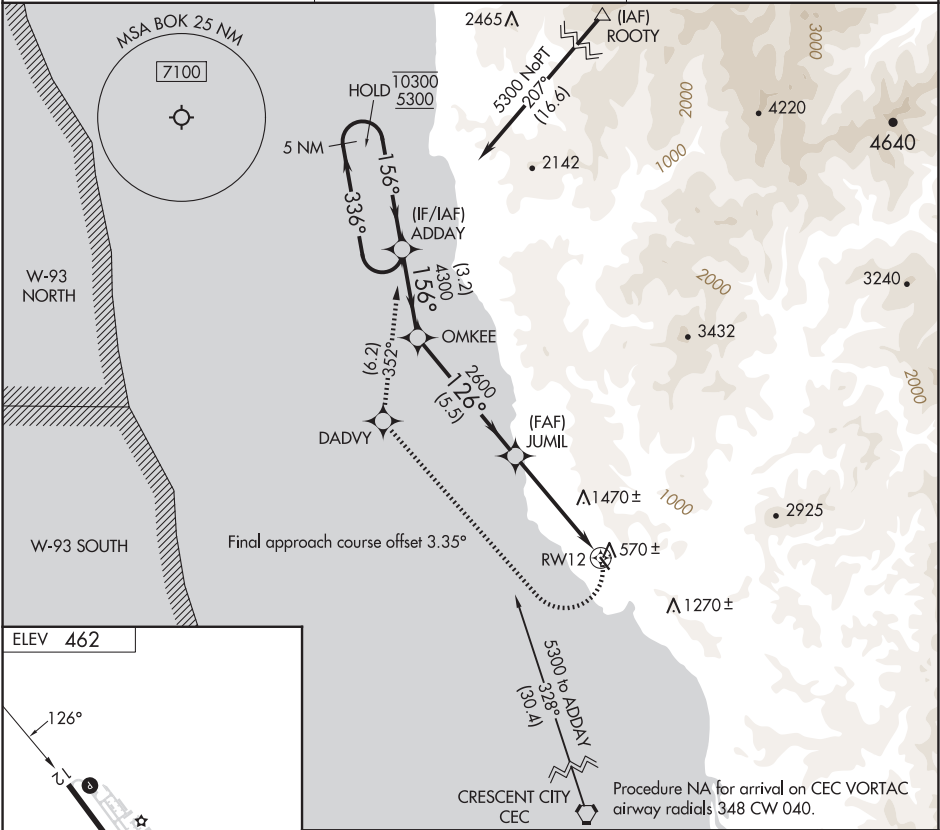 MSA BOK 25 NM
7100
2465
(IAF)
ROOTY
5300 NoPT
207°
(16.6)
HOLD
10300
5300
5 NM
156°
336°
(IF/IAF)
ADDAY
(3.2)
4300
156°
OMKEE
2600
126°
(5.5)
(6.2)
352°
DADVY
(FAF)
JUMIL
2142
4220
4640
3000
2000
1000
2000
3240
3432
2000
1470 ±
1000
2925
RW12
570 ±
1270 ±
W-93
NORTH
W-93 SOUTH
Final approach course offset 3.35°
5300 to ADDAY
328°
(30.4)
CRESCENT CITY
CEC
Procedure NA for arrival on CEC VORTAC
airway radials 348 CW 040.
ELEV 462
126°
12